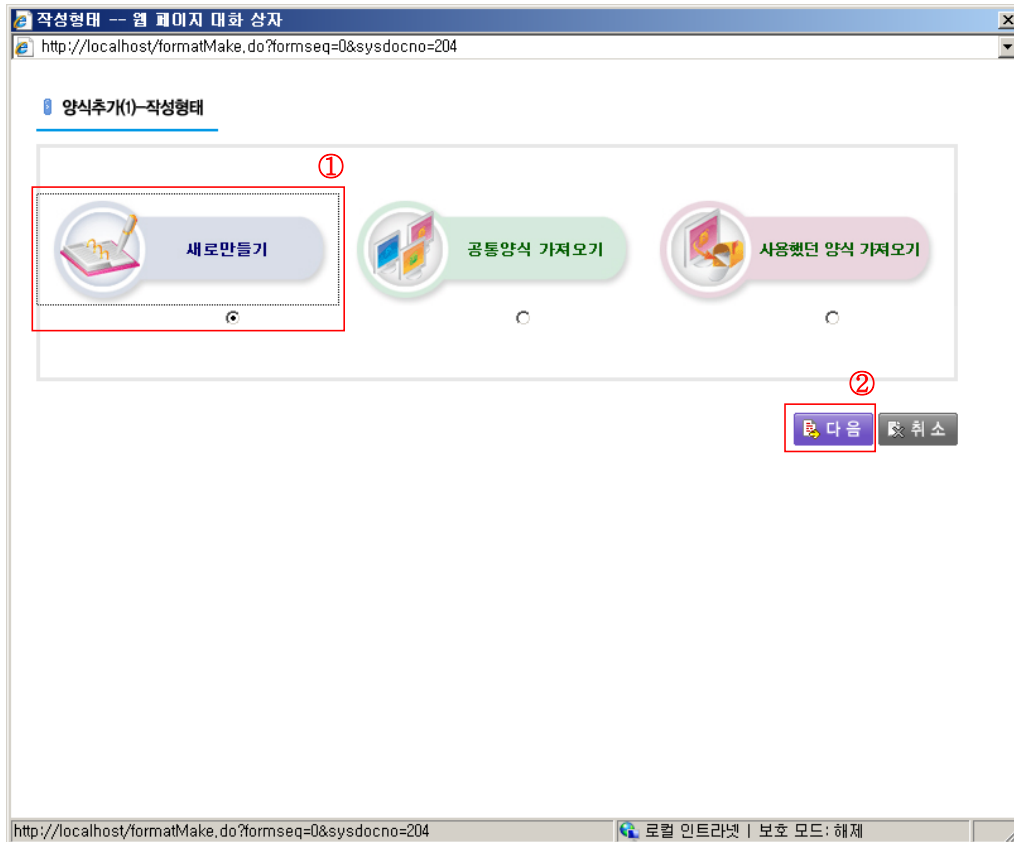 작성형태 -- 웹 페이지 대화 상자
http://localhost/formatMake.do?formseq=0&sysdocno=204
양식추가(1)-작성형태
①
새로만들기
공통양식 가져오기
사용했던 양식 가져오기
②
다 음
취 소
http://localhost/formatMake.do?formseq=0&sysdocno=204
로컬 인트라넷 | 보호 모드: 해제